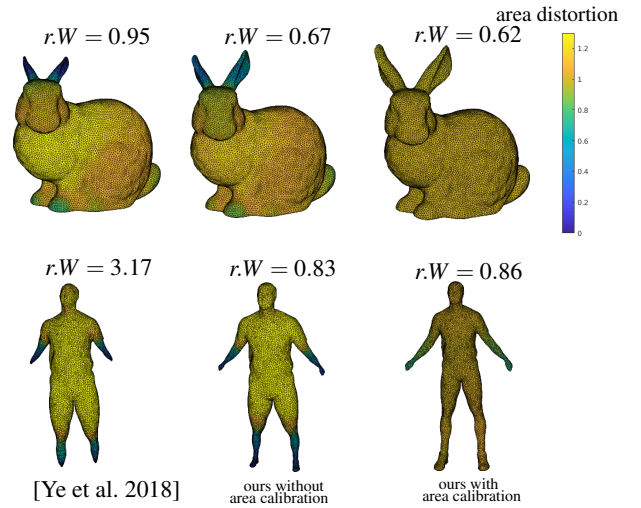 area distortion
r.W = 0.95
r.W = 0.67
r.W = 0.62
1.2
1
0.8
0.6
0.4
0.2
0
r.W = 3.17
r.W = 0.83
r.W = 0.86
[Ye et al. 2018]
ours without
area calibration
ours with
area calibration